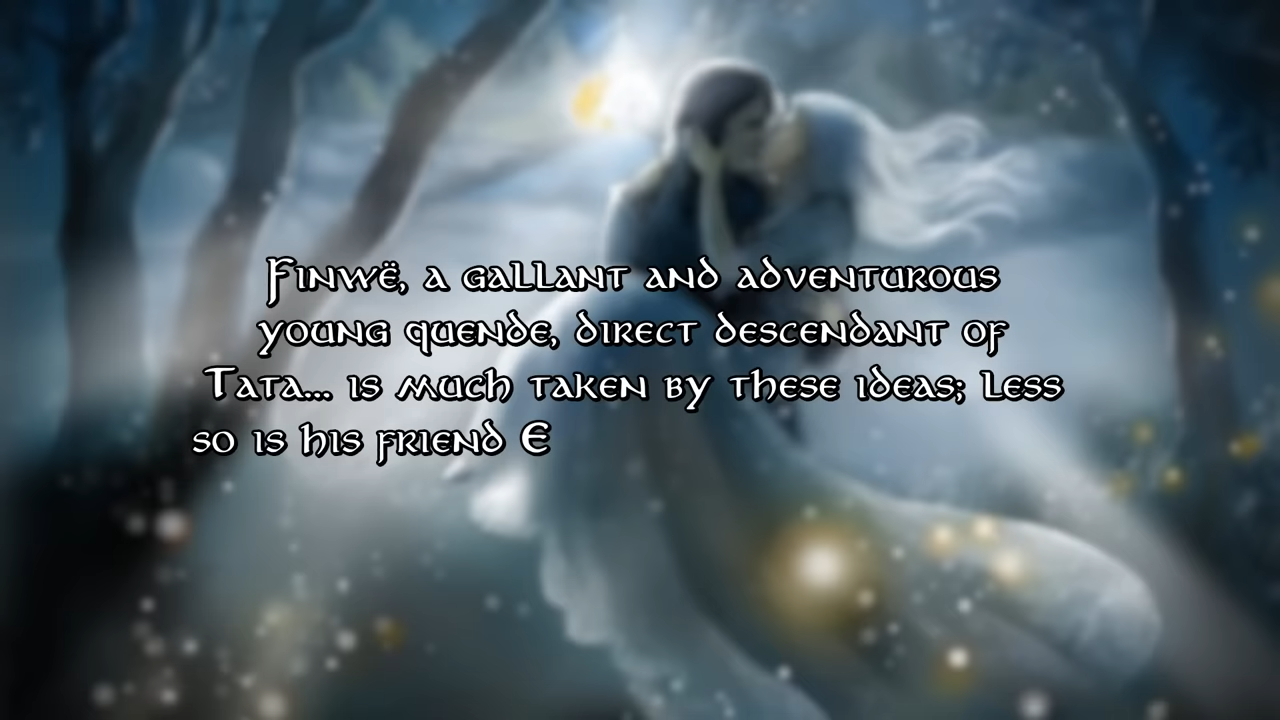 Finwë, a gallant and adventurous
young quende, direct descendant of
Tata... is much taken by these ideas; less
so is his friend E